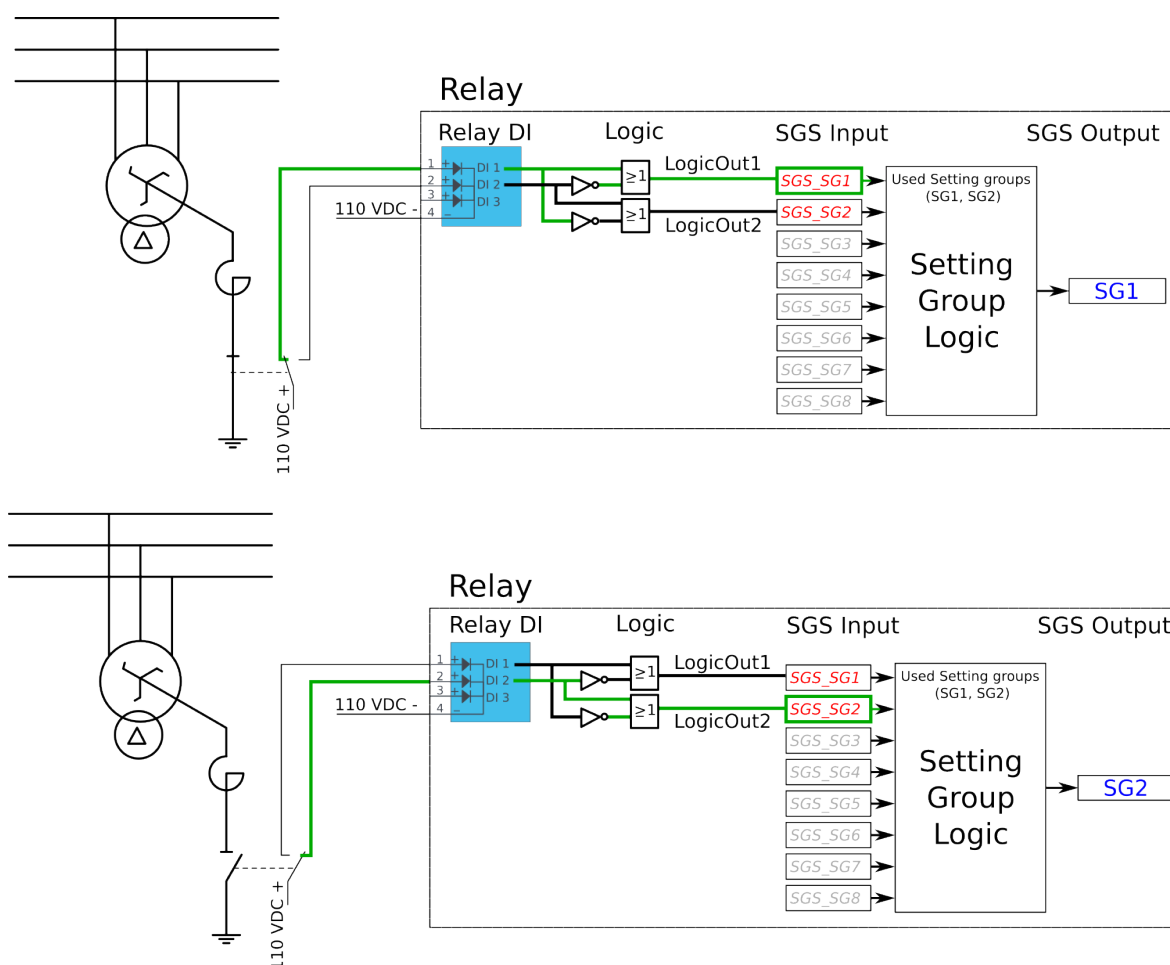 Relay
Relay DI
Logic
SGS Input
SGS Output
1 + DI 1
2 + DI 2
3 + DI 3
4 −
110 VDC -
≥1
≥1
LogicOut1
LogicOut2
SGS_SG1
SGS_SG2
SGS_SG3
SGS_SG4
SGS_SG5
SGS_SG6
SGS_SG7
SGS_SG8
Used Setting groups
(SG1, SG2)
Setting
Group
Logic
SG1
110 VDC +
Δ
Relay
Relay DI
Logic
SGS Input
SGS Output
1 + DI 1
2 + DI 2
3 + DI 3
4 −
110 VDC -
≥1
≥1
LogicOut1
LogicOut2
SGS_SG1
SGS_SG2
SGS_SG3
SGS_SG4
SGS_SG5
SGS_SG6
SGS_SG7
SGS_SG8
Used Setting groups
(SG1, SG2)
Setting
Group
Logic
SG2
110 VDC +
Δ